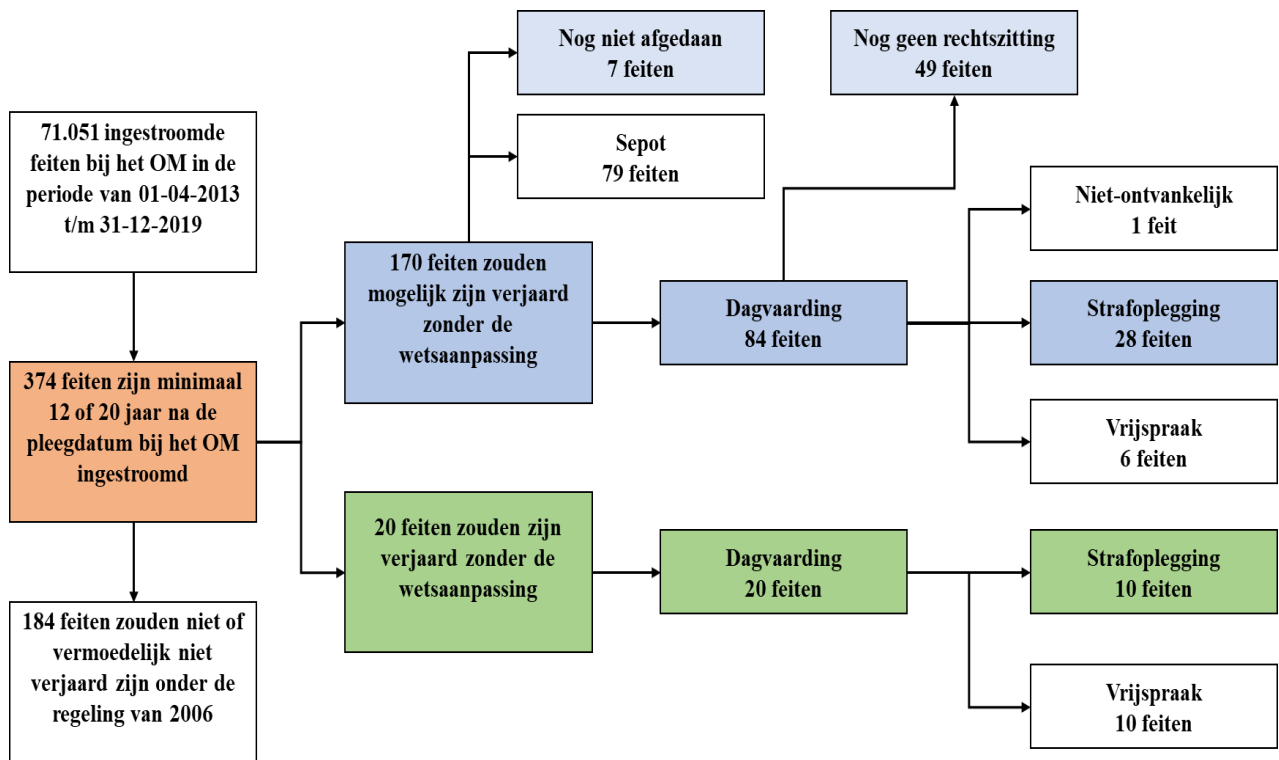 71.051 ingestroomde
feiten bij het OM in de
periode van 01-04-2013
t/m 31-12-2019
374 feiten zijn minimaal
12 of 20 jaar na de
pleegdatum bij het OM
ingestroomd
184 feiten zouden niet of
vermoedelijk niet
verjaard zijn onder de
regeling van 2006
170 feiten zouden
mogelijk zijn verjaard
zonder de
wetsaanpassing
Nog niet afgedaan
7 feiten
Sepot
79 feiten
Dagvaarding
84 feiten
Nog geen rechtszitting
49 feiten
Niet-ontvankelijk
1 feit
Strafoplegging
28 feiten
Vrijspraak
6 feiten
20 feiten zouden zijn
verjaard zonder de
wetsaanpassing
Dagvaarding
20 feiten
Strafoplegging
10 feiten
Vrijspraak
10 feiten